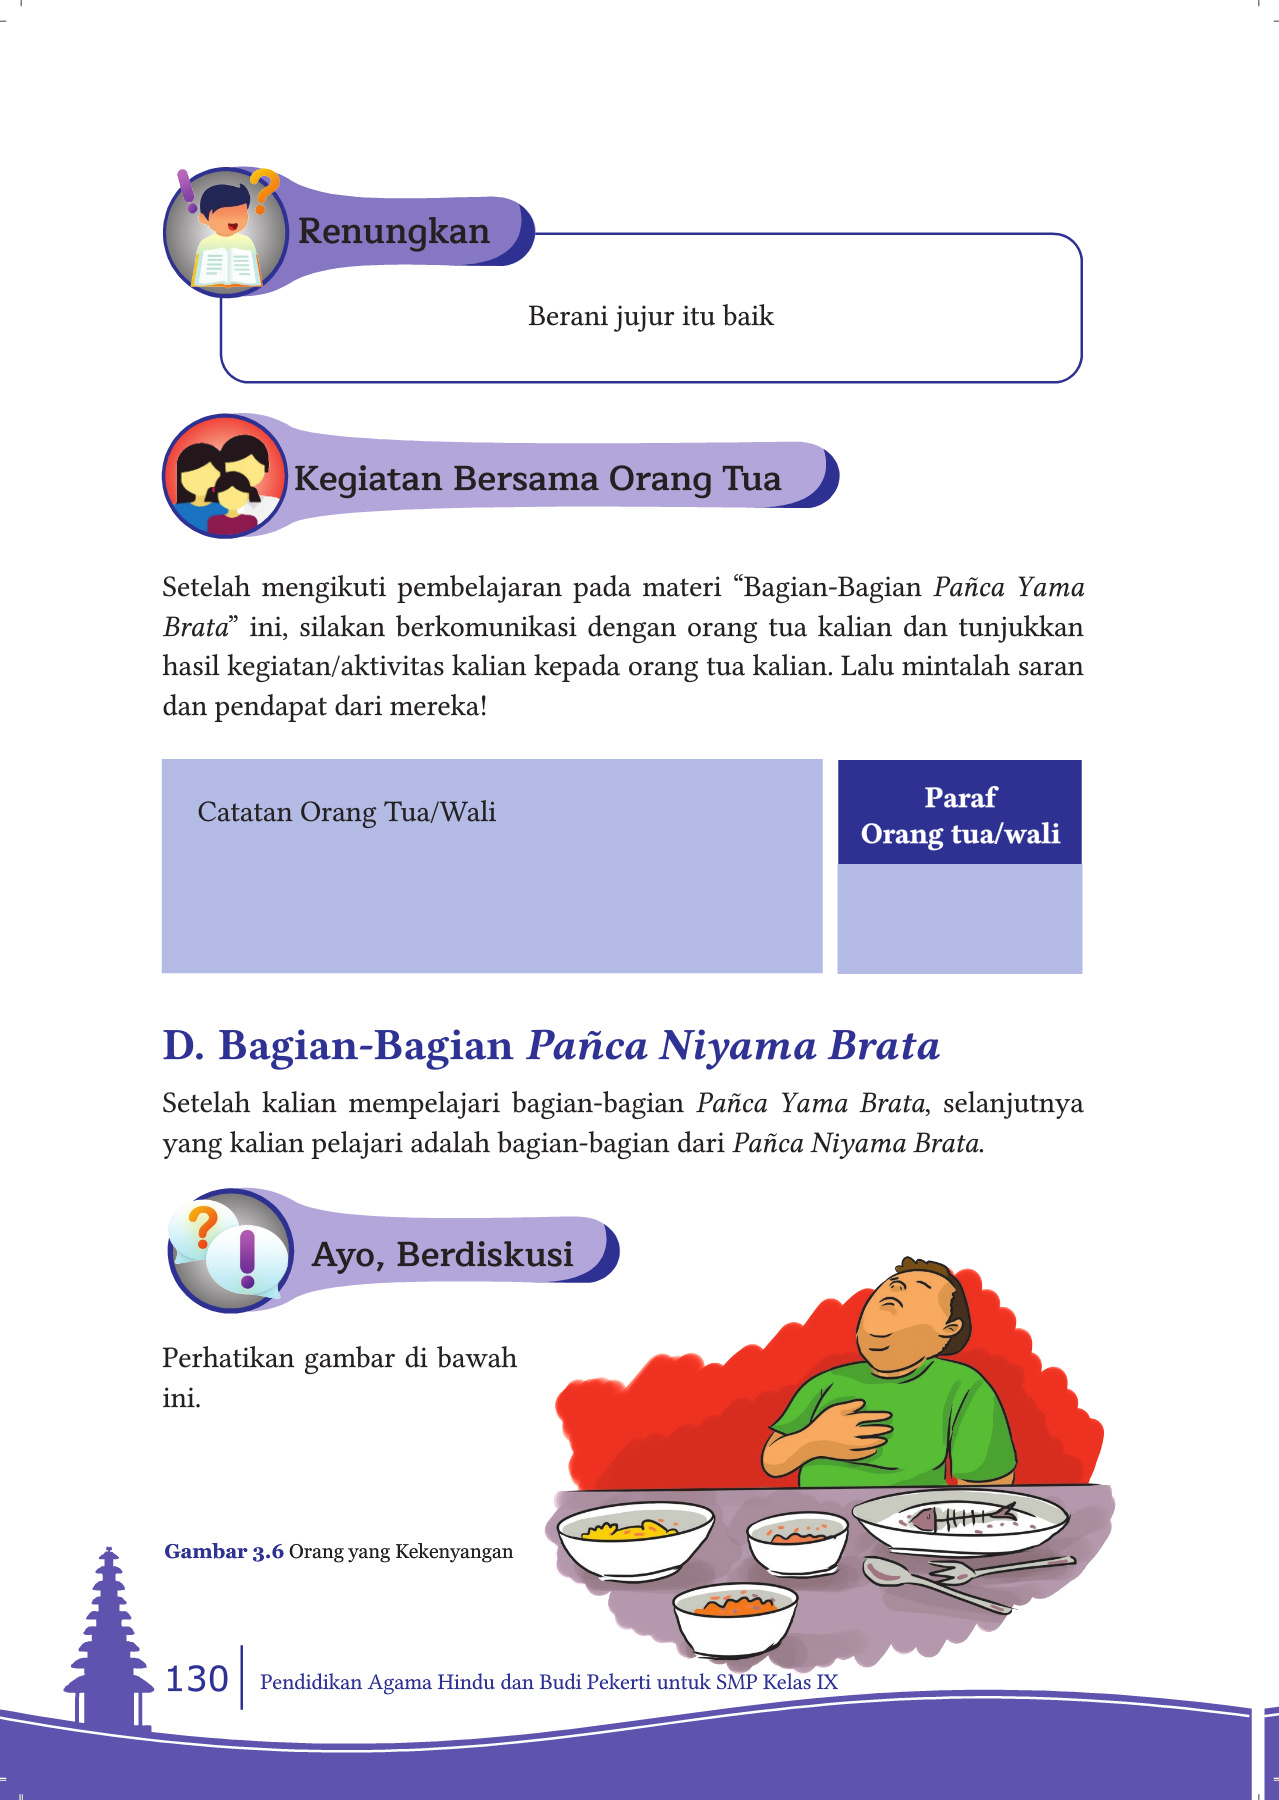 Renungkan
Berani jujur itu baik
Kegiatan Bersama Orang Tua
Setelah mengikuti pembelajaran pada materi “Bagian-Bagian Pañca Yama
Brata” ini, silakan berkomunikasi dengan orang tua kalian dan tunjukkan
hasil kegiatan/aktivitas kalian kepada orang tua kalian. Lalu mintalah saran
dan pendapat dari mereka!
Catatan Orang Tua/Wali
Paraf
Orang tua/wali
D. Bagian-Bagian Pañca Niyama Brata
Setelah kalian mempelajari bagian-bagian Pañca Yama Brata, selanjutnya
yang kalian pelajari adalah bagian-bagian dari Pañca Niyama Brata.
Ayo, Berdiskusi
Perhatikan gambar di bawah
ini.
Gambar 3.6 Orang yang Kekenyangan
130
Pendidikan Agama Hindu dan Budi Pekerti untuk SMP Kelas IX